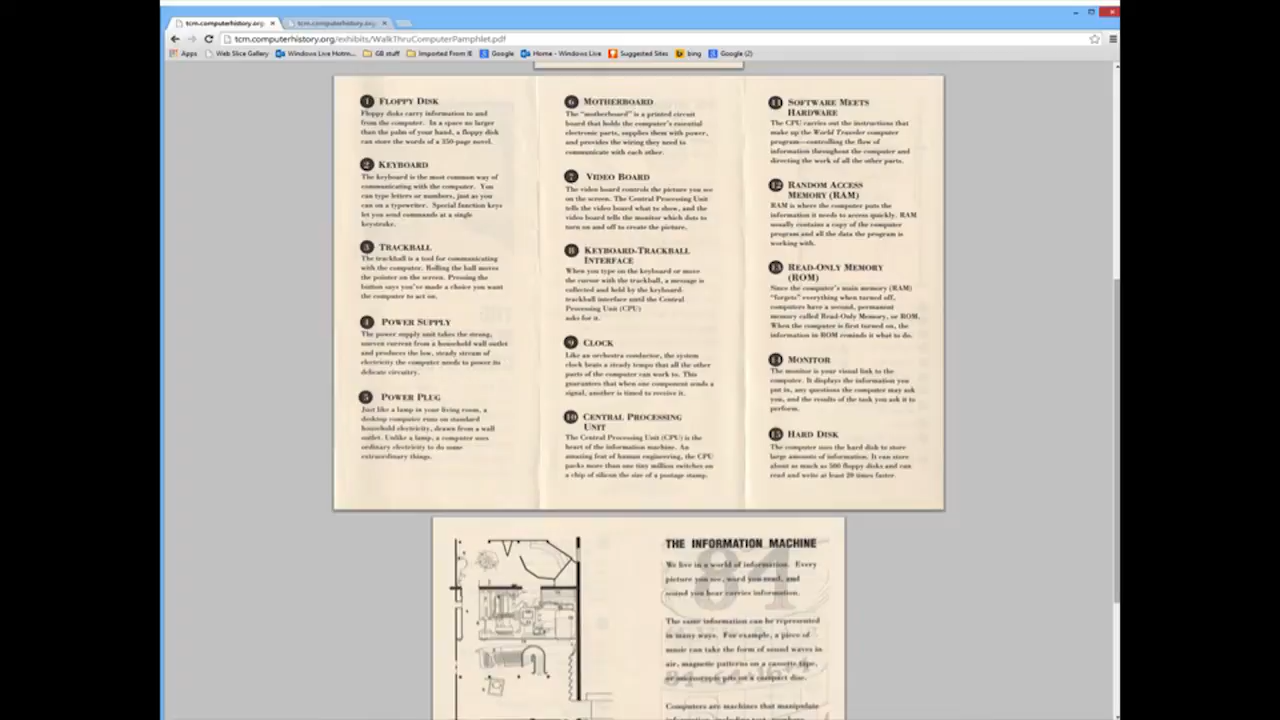 tcm.computerhistory.org
tcm.computerhistory.org
tcm.computerhistory.org/exhibits/WalkThruComputerPamphlet.pdf
Apps Web Slice Gallery Windows Live Hotm... GB stuff Imported From IE Google Home - Windows Live Suggested Sites bing Google (2)
1 FLOPPY DISK
Floppy disks carry information to and
from the computer. In a space no larger
than the palm of your hand, a floppy disk
can store the words of a 350-page novel.
2 KEYBOARD
The keyboard is the most common way of
communicating with the computer. You
can type letters or numbers, just as you
can on a typewriter. Special function keys
let you send commands at a single
keystroke.
3 TRACKBALL
The trackball is a tool for communicating
with the computer. Rolling the ball moves
the pointer on the screen. Pressing the
button says you've made a choice you want
the computer to act on.
4 POWER SUPPLY
The power supply unit takes the strong,
uneven current from a household wall outlet
and produces the low, steady stream of
electricity the computer needs to power its
delicate circuitry.
5 POWER PLUG
Just like a lamp in your living room, a
desktop computer runs on standard
household electricity, drawn from a wall
outlet. Unlike a lamp, a computer uses
ordinary electricity to do some
extraordinary things.
6 MOTHERBOARD
The "motherboard" is a printed circuit
board that holds the computer's essential
electronic parts, supplies them with power,
and provides the wiring they need to
communicate with each other.
7 VIDEO BOARD
The video board controls the picture you see
on the screen. The Central Processing Unit
tells the video board what to show, and the
video board tells the monitor which dots to
turn on and off to create the picture.
8 KEYBOARD-TRACKBALL
INTERFACE
When you type on the keyboard or move
the cursor with the trackball, a message is
collected and held by the keyboard-
trackball interface until the Central
Processing Unit (CPU)
asks for it.
9 CLOCK
Like an orchestra conductor, the system
clock beats a steady tempo that all the other
parts of the computer can work to. This
guarantees that when one component sends a
signal, another is timed to receive it.
10 CENTRAL PROCESSING
UNIT
The Central Processing Unit (CPU) is the
heart of the information machine. An
amazing feat of human engineering, the CPU
packs more than one tiny million switches on
a chip of silicon the size of a postage stamp.
11 SOFTWARE MEETS
HARDWARE
The CPU carries out the instructions that
make up the World Traveler computer
program—controlling the flow of
information throughout the computer and
directing the work of all the other parts.
12 RANDOM ACCESS
MEMORY (RAM)
RAM is where the computer puts the
information it needs to access quickly. RAM
usually contains a copy of the computer
program and all the data the program is
working with.
13 READ-ONLY MEMORY
(ROM)
Since the computer's main memory (RAM)
"forgets" everything when turned off,
computers have a second, permanent
memory called Read-Only Memory, or ROM.
When the computer is first turned on, the
information in ROM reminds it what to do.
14 MONITOR
The monitor is your visual link to the
computer. It displays the information you
put in, any questions the computer may ask
you, and the results of the task you ask it to
perform.
15 HARD DISK
The computer uses the hard disk to store
large amounts of information. It can store
about as much as 500 floppy disks and can
read and write at least 20 times faster.
THE INFORMATION MACHINE
We live in a world of information. Every
picture you see, word you read, and
sound you hear carries information.
The same information can be represented
in many ways. For example, a piece of
music can take the form of sound waves in
air, magnetic patterns on a cassette tape,
or microscopic pits on a compact disc.
Computers are machines that manipulate
84